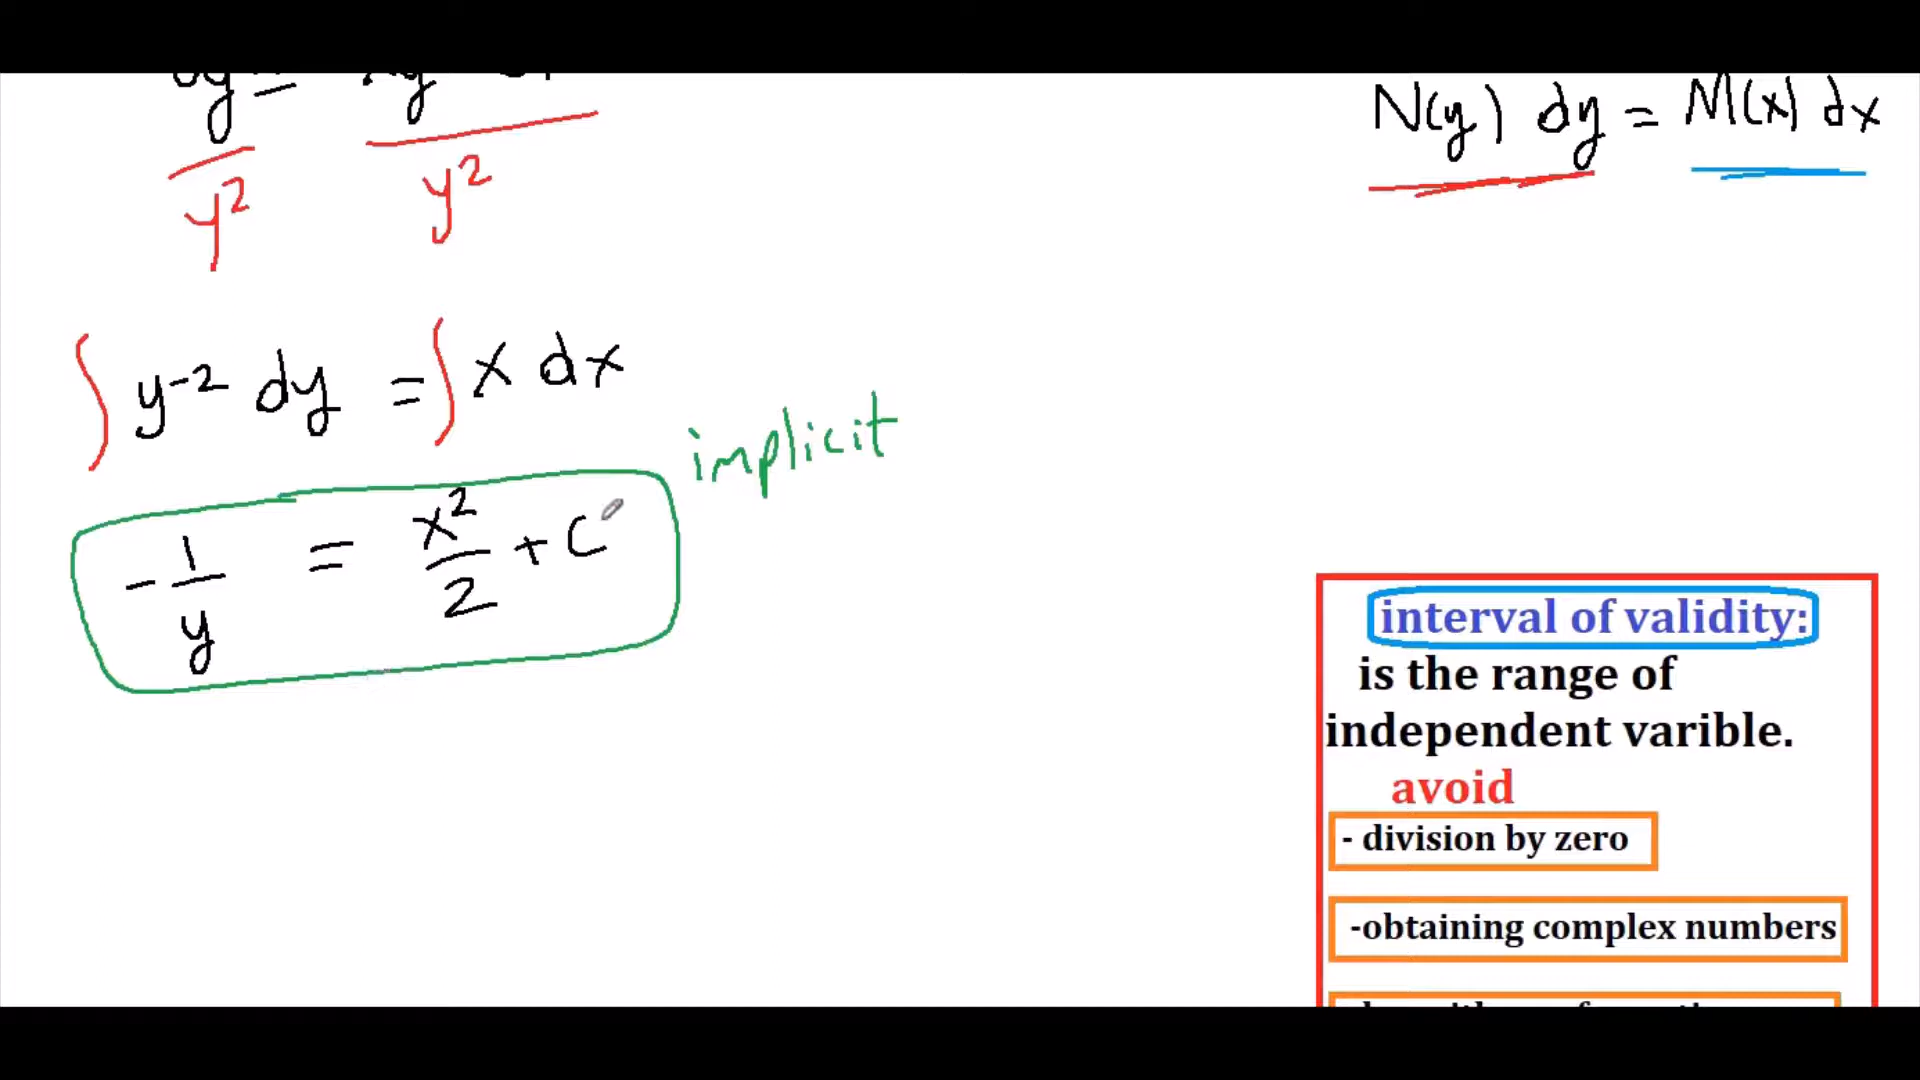 N(y) dy = M(x) dx
y² y²
∫ y⁻² dy = ∫ x dx
implicit
- 1/y = x²/2 + C
interval of validity:
is the range of
independent varible.
avoid
- division by zero
-obtaining complex numbers